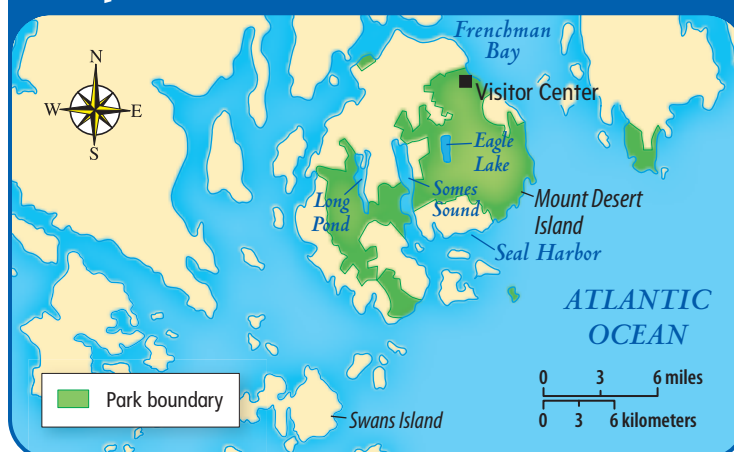 Frenchman
Bay
N
W
E
S
Visitor Center
Eagle
Lake
Long
Pond
Somes
Sound
Mount Desert
Island
Seal Harbor
ATLANTIC
OCEAN
0 3 6 miles
0 3 6 kilometers
Park boundary
Swans Island